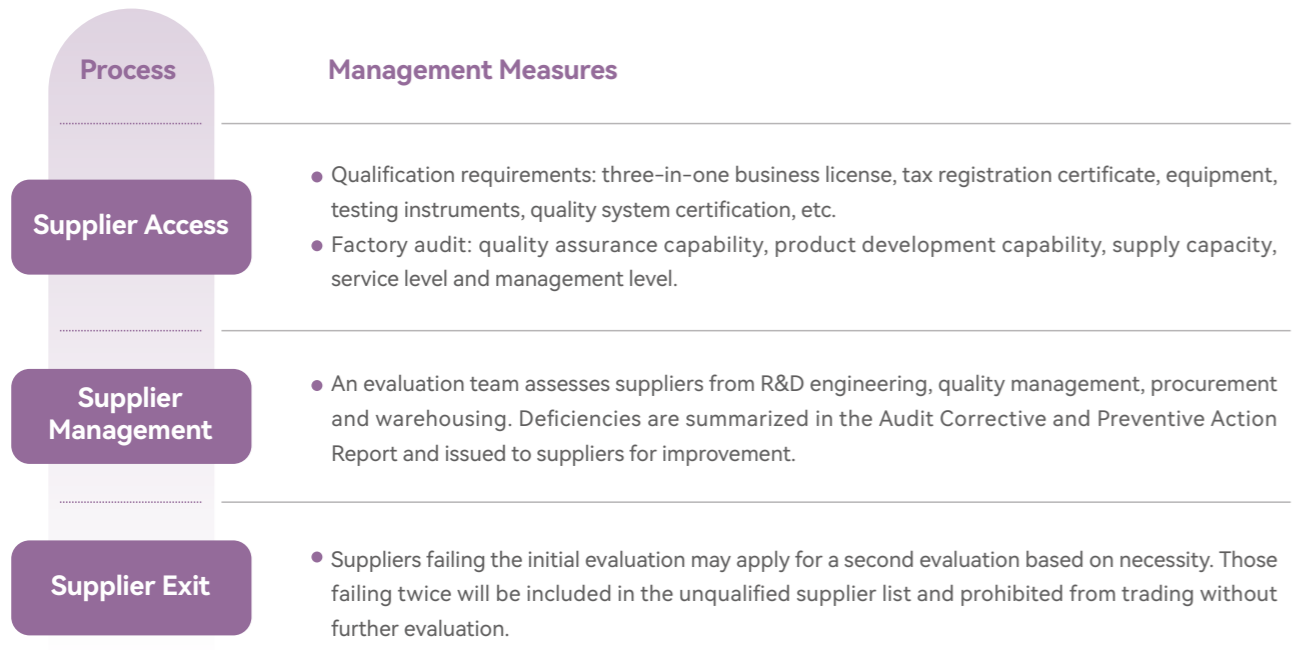 Process
Management Measures
Supplier Access
Qualification requirements: three-in-one business license, tax registration certificate, equipment,
testing instruments, quality system certification, etc.
Factory audit: quality assurance capability, product development capability, supply capacity,
service level and management level.
Supplier
Management
An evaluation team assesses suppliers from R&D engineering, quality management, procurement
and warehousing. Deficiencies are summarized in the Audit Corrective and Preventive Action
Report and issued to suppliers for improvement.
Supplier Exit
Suppliers failing the initial evaluation may apply for a second evaluation based on necessity. Those
failing twice will be included in the unqualified supplier list and prohibited from trading without
further evaluation.